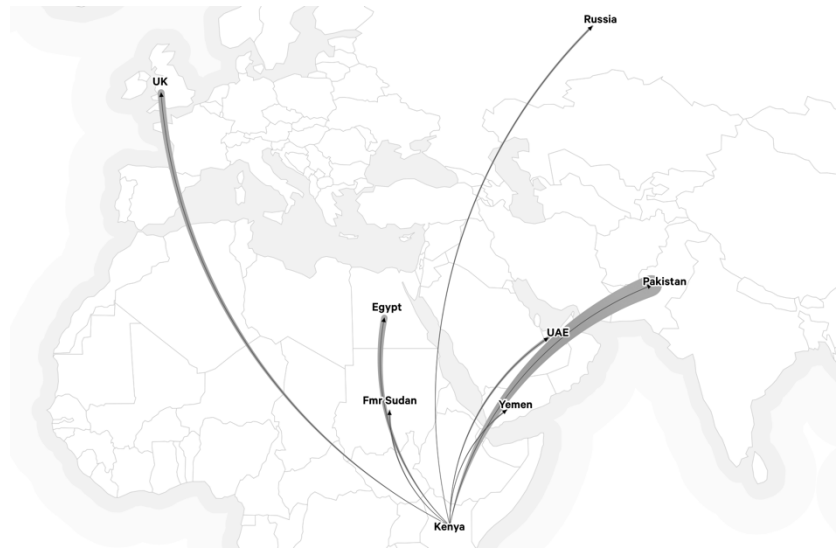 Russia
UK
Pakistan
Egypt
UAE
Fmr Sudan
Yemen
Kenya